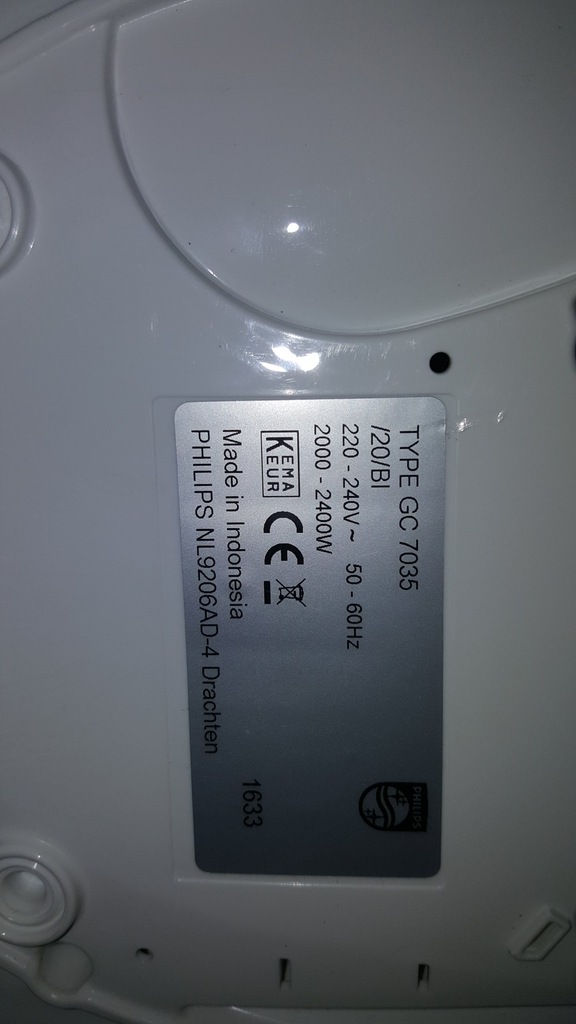 TYPE GC 7035
/20/BI
220 - 240V~ 50 - 60Hz
2000 - 2400W
KEMA
KEUR
CE
Made in Indonesia
PHILIPS NL9206AD-4 Drachten
1633
PHILIPS